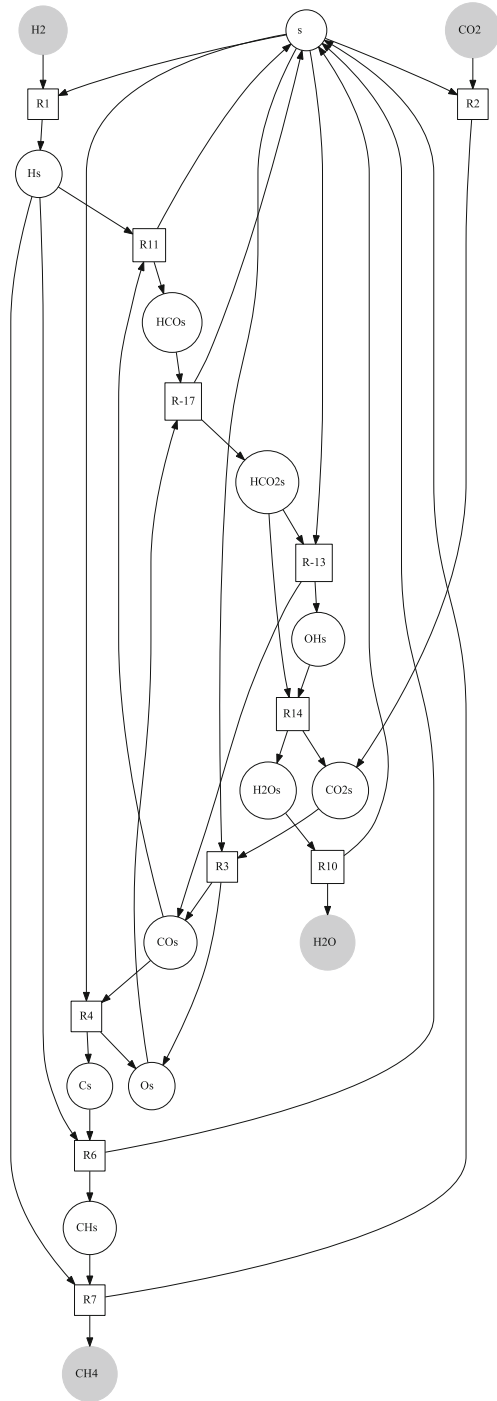 H2
s
CO2
R1
R2
Hs
R11
HCOs
R-17
HCO2s
R-13
OHs
R14
H2Os
CO2s
R3
R10
COs
H2O
R4
Cs
Os
R6
CHs
R7
CH4